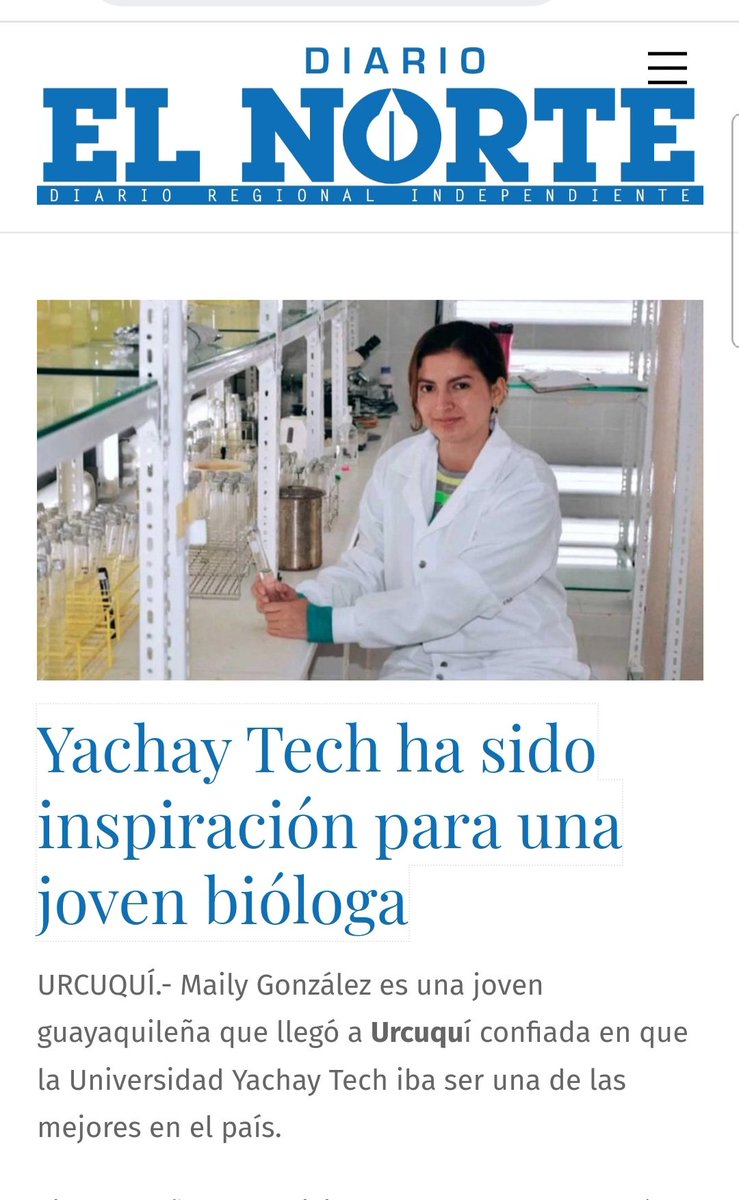 DIARIO
EL NORTE
DIARIO REGIONAL INDEPENDIENTE
Yachay Tech ha sido
inspiración para una
joven bióloga
URCUQUÍ.- Maily González es una joven
guayaquileña que llegó a Urcuquí confiada en que
la Universidad Yachay Tech iba ser una de las
mejores en el país.